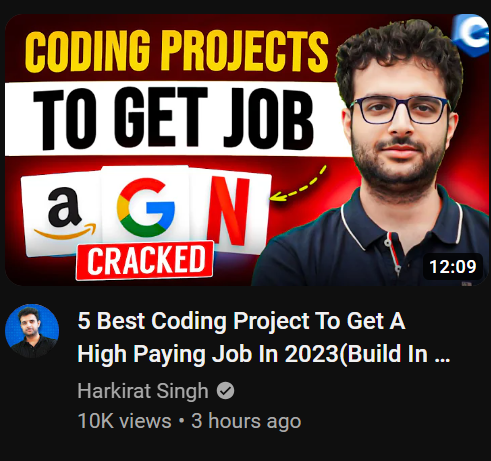 CODING PROJECTS
TO GET JOB
a G N
CRACKED
C
12:09
5 Best Coding Project To Get A
High Paying Job In 2023(Build In ...
Harkirat Singh
10K views • 3 hours ago